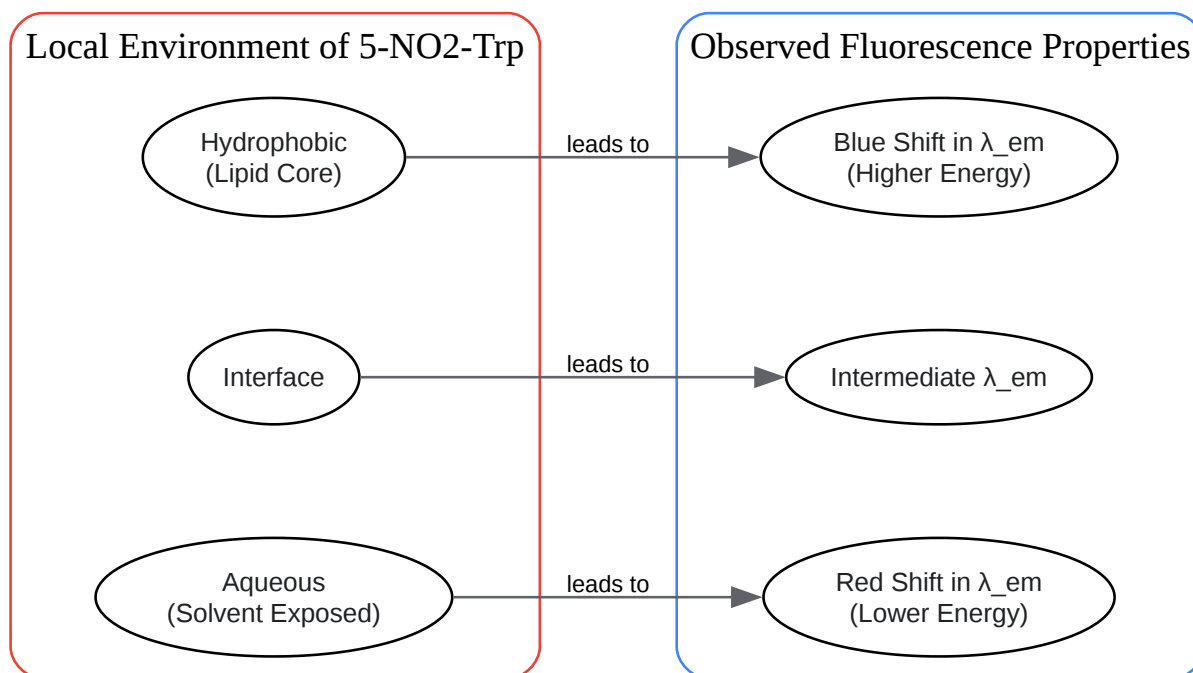 Local Environment of 5-NO2-Trp
Observed Fluorescence Properties
Hydrophobic
(Lipid Core)
leads to
Blue Shift in λ_em
(Higher Energy)
Interface
leads to
Intermediate λ_em
Aqueous
(Solvent Exposed)
leads to
Red Shift in λ_em
(Lower Energy)